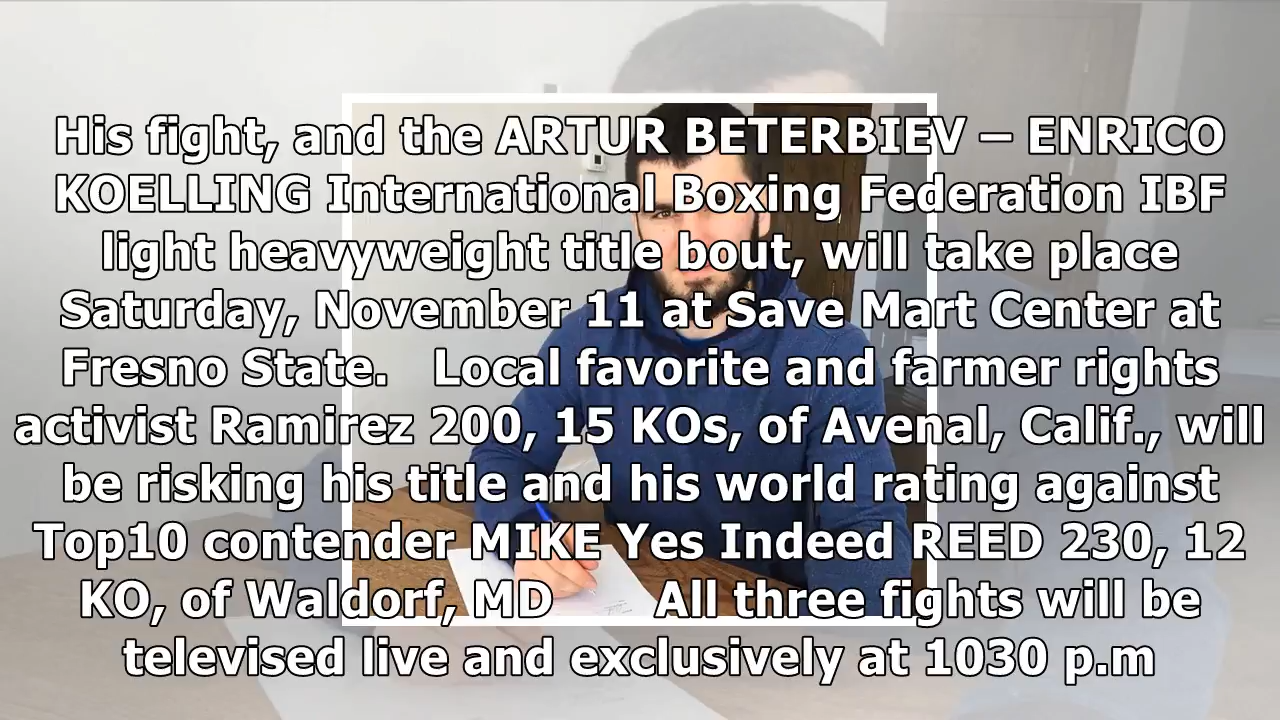 His fight, and the ARTUR BETERBIEV – ENRICO
KOELLING International Boxing Federation IBF
light heavyweight title bout, will take place
Saturday, November 11 at Save Mart Center at
Fresno State. Local favorite and farmer rights
activist Ramirez 200, 15 KOs, of Avenal, Calif., will
be risking his title and his world rating against
Top10 contender MIKE Yes Indeed REED 230, 12
KO, of Waldorf, MD All three fights will be
televised live and exclusively at 1030 p.m